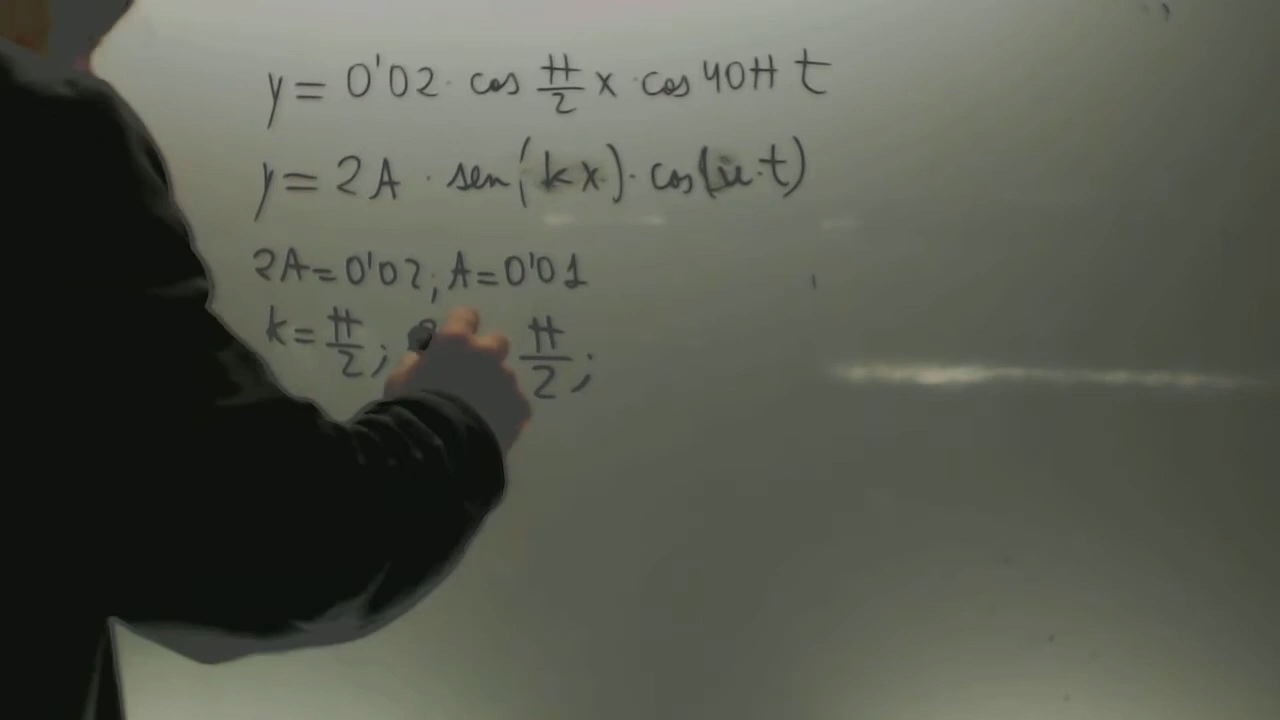 y = 0'02 · cos π/2 x · cos 40π t
y = 2A · sen(kx) · cos(w·t)
2A = 0'02; A = 0'01
k = π/2; π/2;